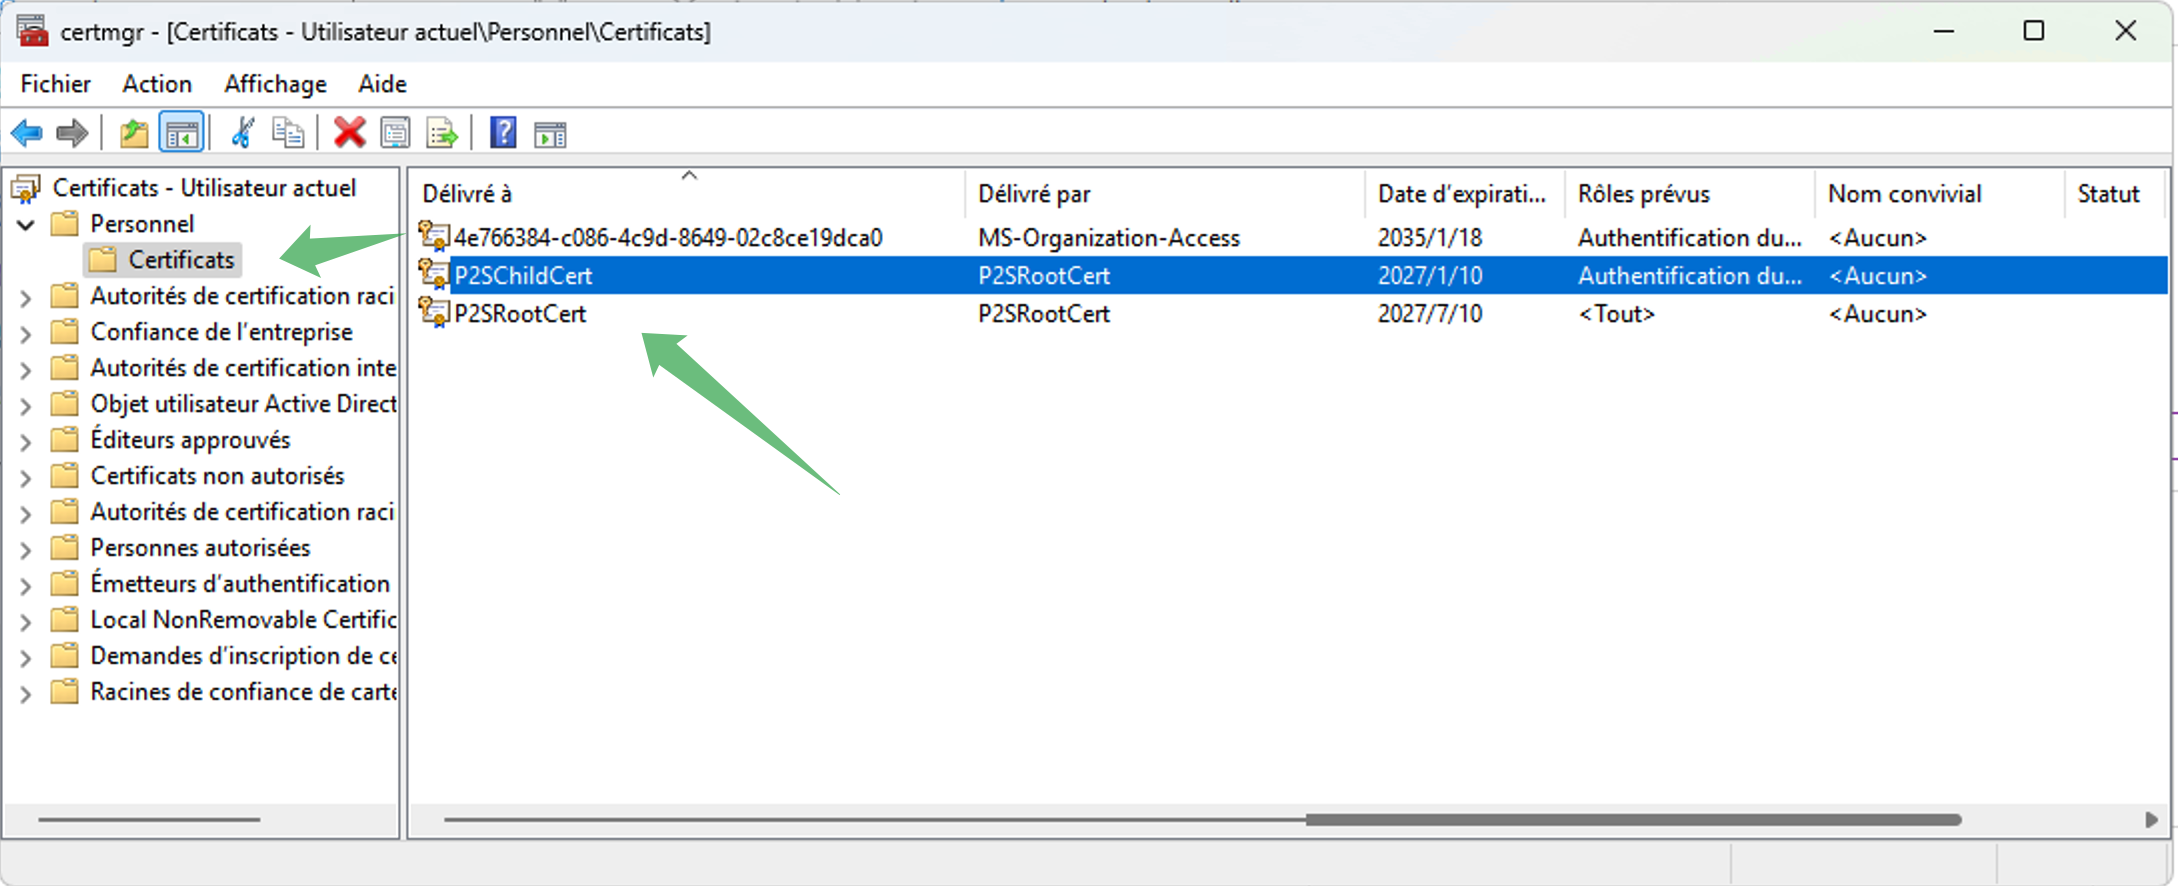 certmgr - [Certificats - Utilisateur actuel\Personnel\Certificats]
Fichier Action Affichage Aide
Certificats - Utilisateur actuel
Personnel
Certificats
Autorités de certification raci
Confiance de l'entreprise
Autorités de certification inte
Objet utilisateur Active Direct
Éditeurs approuvés
Certificats non autorisés
Autorités de certification raci
Personnes autorisées
Émetteurs d'authentification
Local NonRemovable Certific
Demandes d'inscription de ce
Racines de confiance de carte
Délivré à Délivré par Date d'expirati... Rôles prévus Nom convivial Statut
4e766384-c086-4c9d-8649-02c8ce19dca0 MS-Organization-Access 2035/1/18 Authentification du... <Aucun>
P2SChildCert P2SRootCert 2027/1/10 Authentification du... <Aucun>
P2SRootCert P2SRootCert 2027/7/10 <Tout> <Aucun>